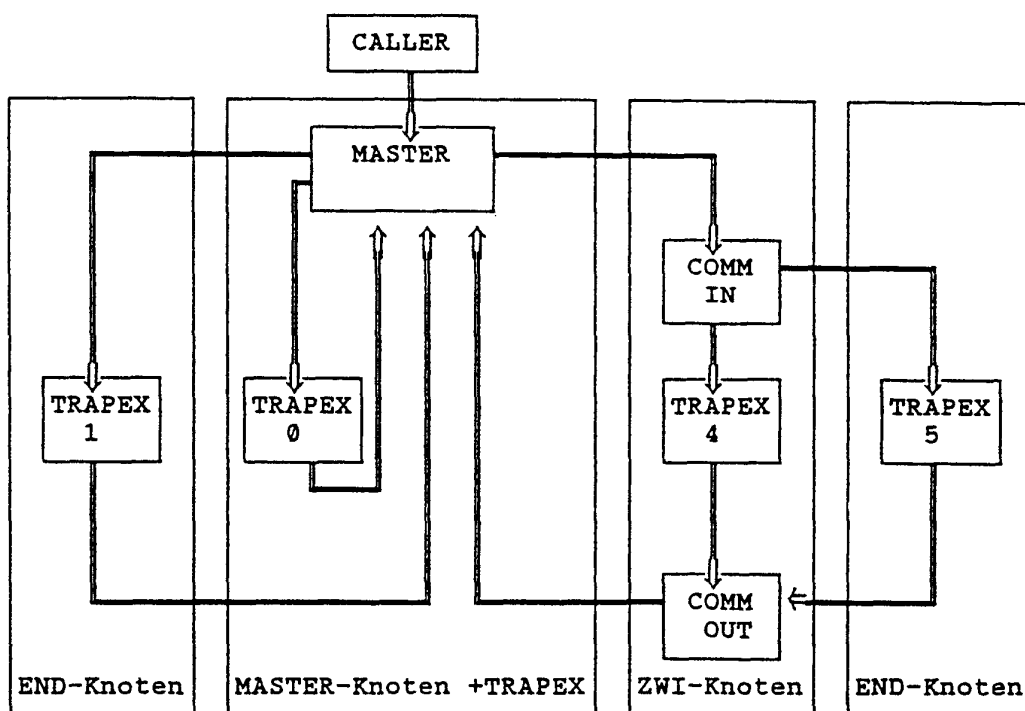 CALLER
MASTER
COMM
IN
TRAPEX
1
TRAPEX
0
TRAPEX
4
TRAPEX
5
COMM
OUT
END-Knoten
MASTER-Knoten +TRAPEX
ZWI-Knoten
END-Knoten